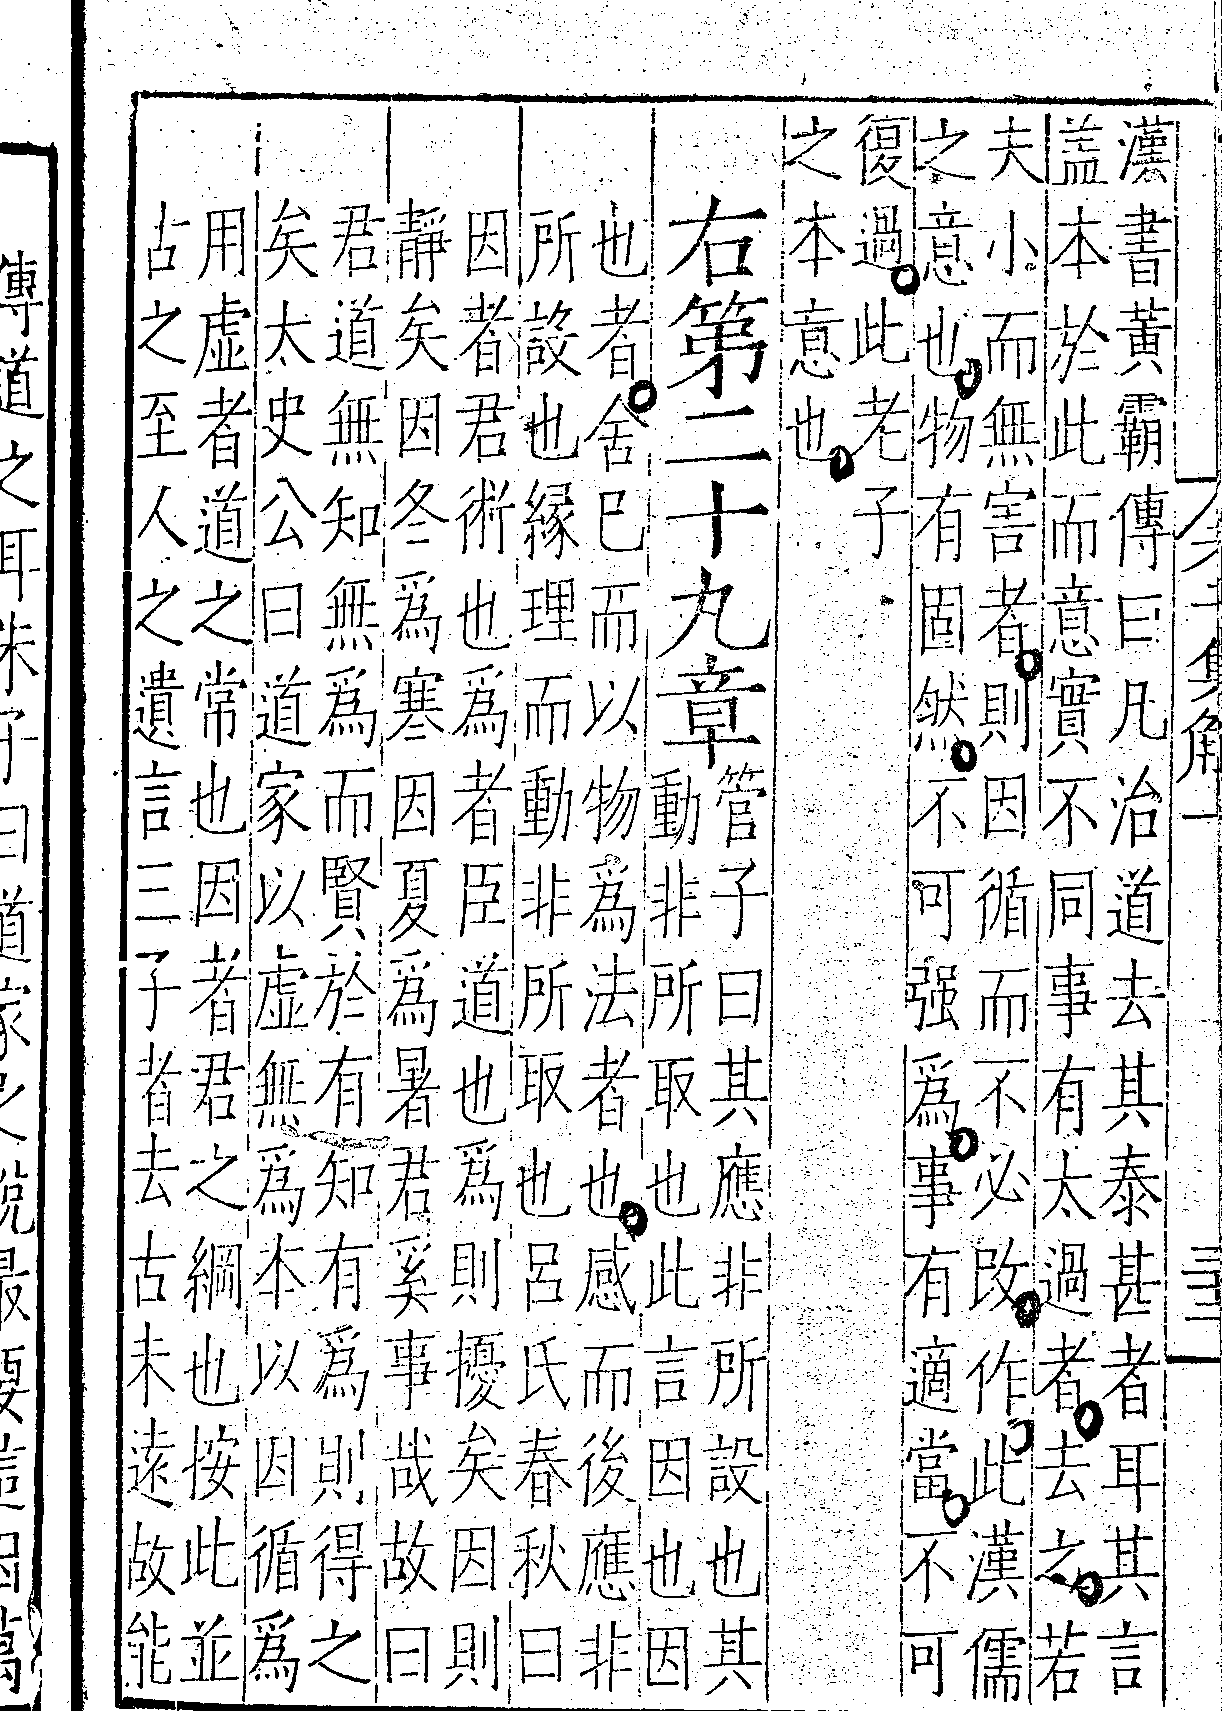 漢書黃霸傳曰凡治道去其泰甚者耳其言
盖本於此而意實不同事有太過者去之若
夫小而無害者則因循而不必改作此漢儒
之意也物有固然不可强爲事有適當不可
復過此老子
之本意也
右第二十九章
管子曰其應非所設也其
動非所取也此言因也因
也者舍巳而以物爲法者也感而後應非
所設也緣理而動非所取也呂氏春秋曰
因者君術也爲者臣道也爲則擾矣因則
靜矣因冬爲寒因夏爲暑君奚事哉故曰
君道無知無爲而賢於有知有爲則得之
矣太史公曰道家以虛無爲本以因循爲
用虛者道之常也因者君之綱也按此並
古之至人之遺言三子者去古未遠故能
傳道之耳朱子曰道家之說最要這因萬